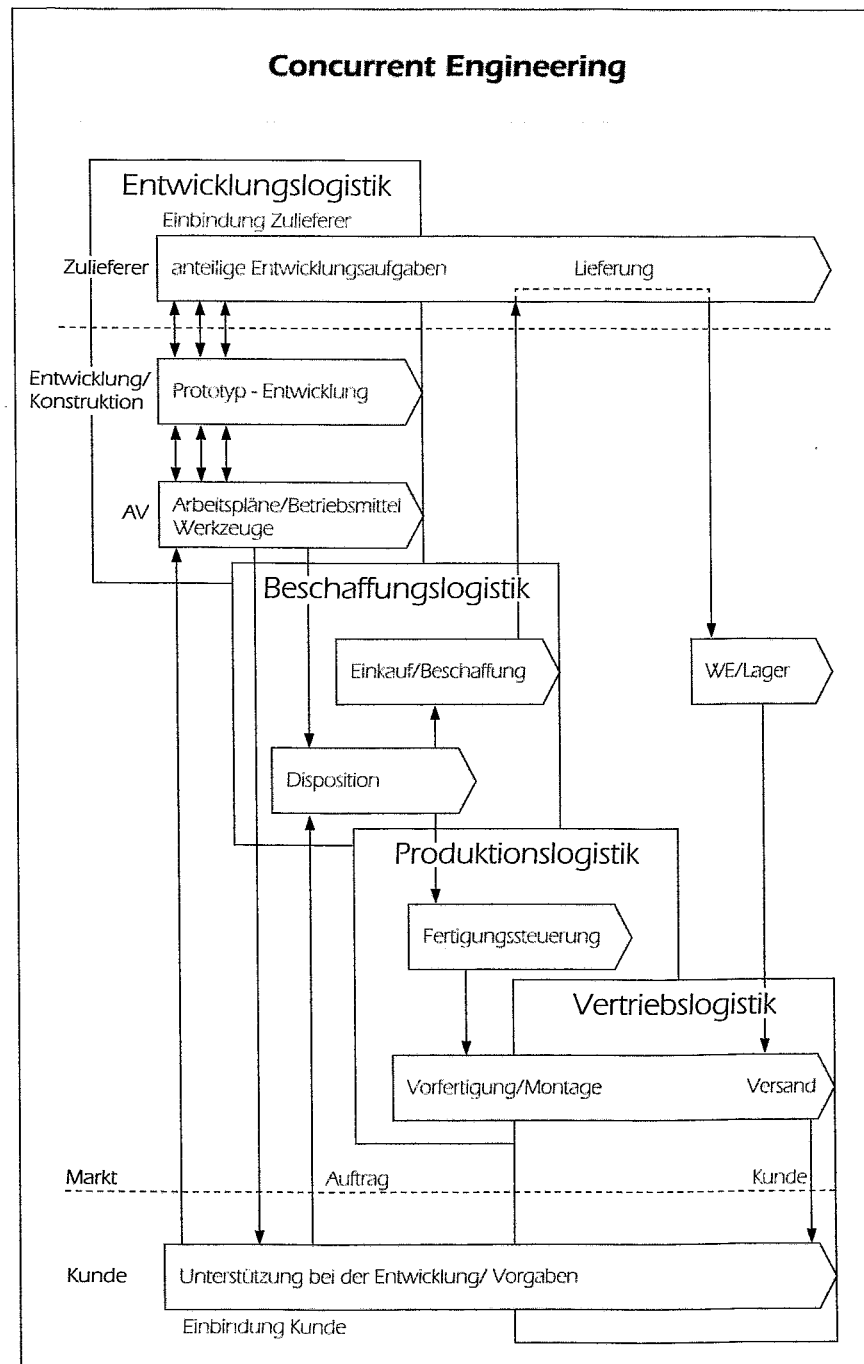 Concurrent Engineering
Entwicklungslogistik
Einbindung Zulieferer
Zulieferer
anteilige Entwicklungsaufgaben
Lieferung
Entwicklung/
Konstruktion
Prototyp - Entwicklung
AV
Arbeitspläne/Betriebsmittel
Werkzeuge
Beschaffungslogistik
Einkauf/Beschaffung
WE/Lager
Disposition
Produktionslogistik
Fertigungssteuerung
Vertriebslogistik
Vorfertigung/Montage
Versand
Markt
Auftrag
Kunde
Kunde
Unterstützung bei der Entwicklung/ Vorgaben
Einbindung Kunde